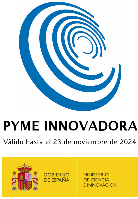 PYME INNOVADORA
Válido hasta el 23 de noviembre de 2024
GOBIERNO
DE ESPAÑA
MINISTERIO
DE CIENCIA
E INNOVACIÓN